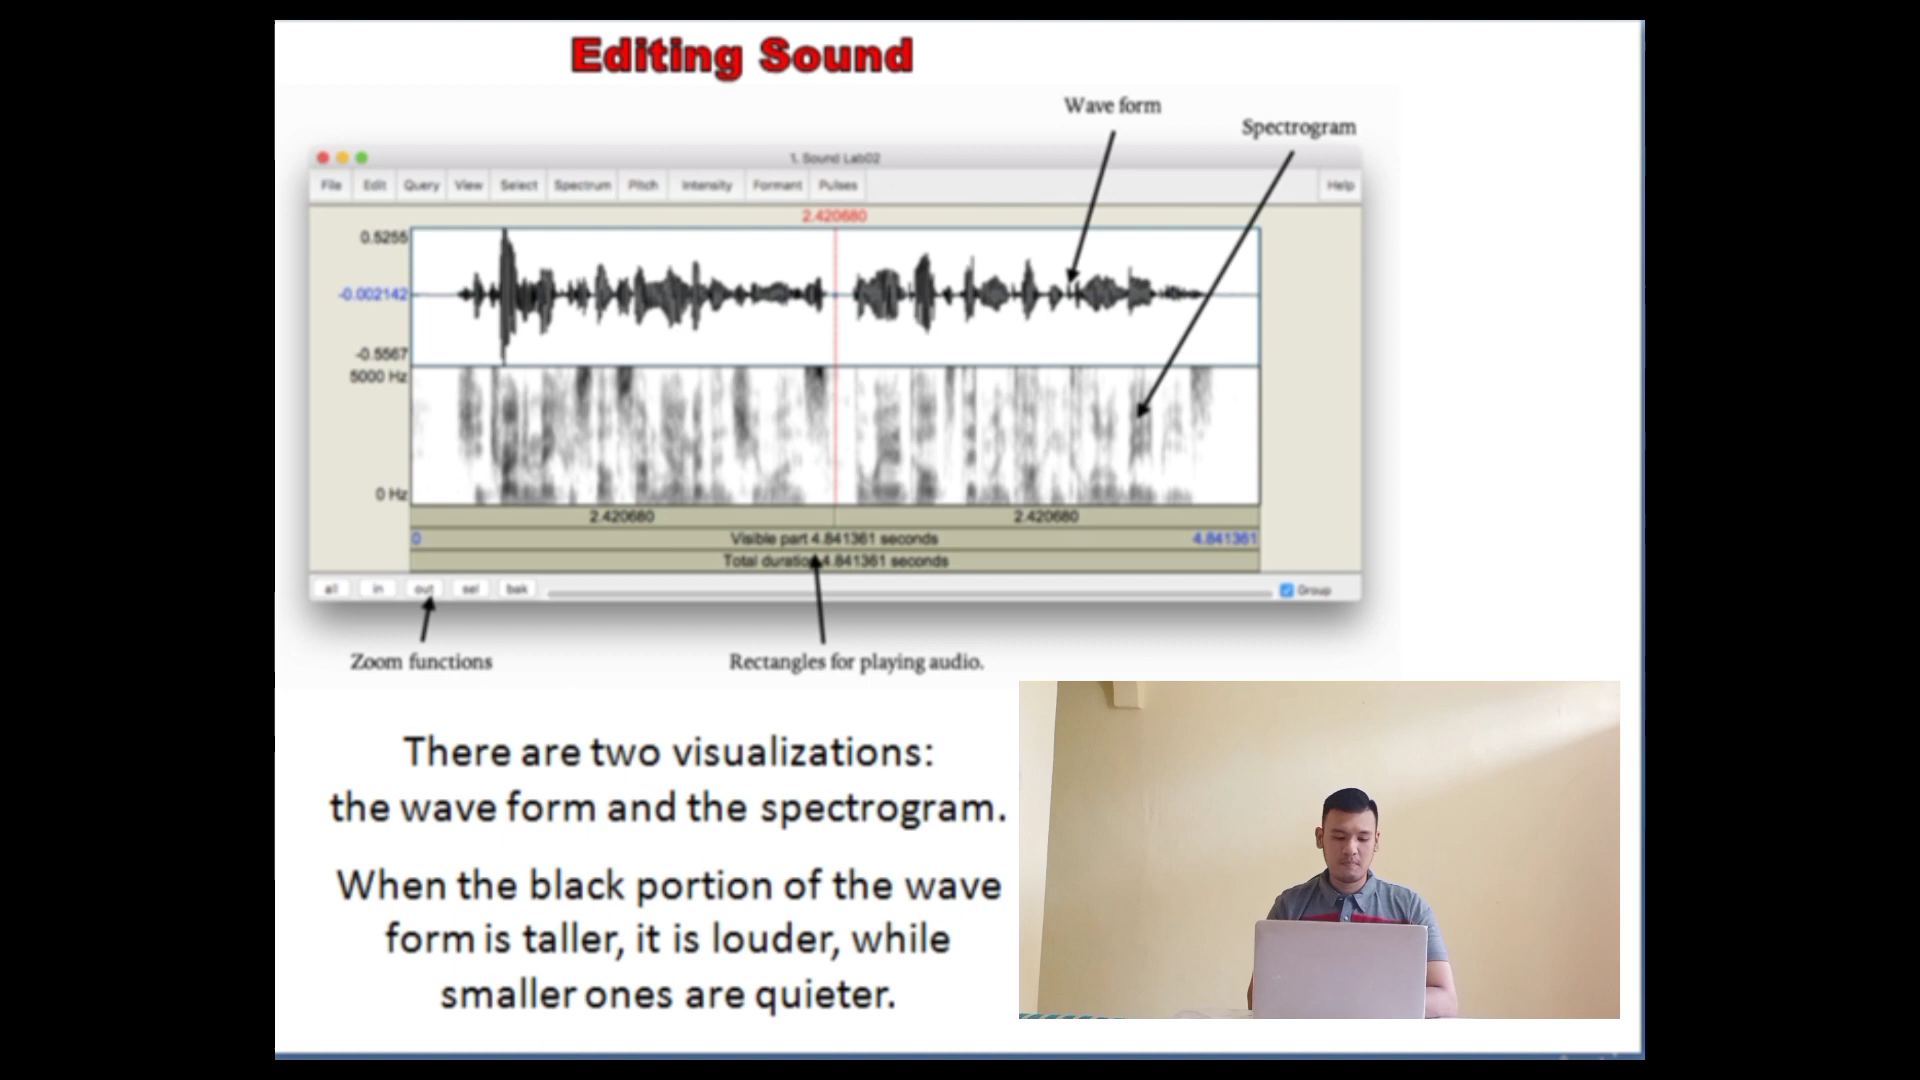 Editing Sound
Wave form
Spectrogram
1. Sound Lab02
File Edit Query View Select Spectrum Pitch Intensity Formant Pulses Help
2.420680
0.5255
-0.002142
-0.5567
5000 Hz
0 Hz
2.420680 2.420680
0 Visible part 4.841361 seconds 4.841361
Total duration 4.841361 seconds
all in out sel bak Group
Zoom functions Rectangles for playing audio.
There are two visualizations:
the wave form and the spectrogram.
When the black portion of the wave
form is taller, it is louder, while
smaller ones are quieter.